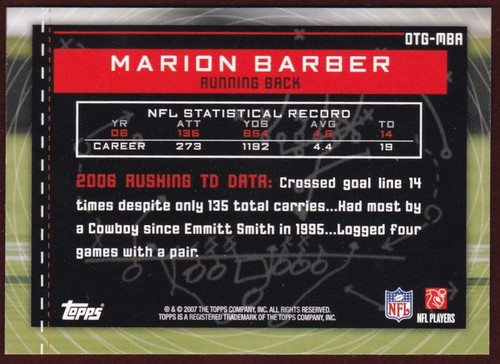 OTG-MBA
MARION BARBER
RUNNING BACK
NFL STATISTICAL RECORD
YR ATT YDS AVG TD
06 135 654 4.8 14
CAREER 273 1192 4.4 19
2006 RUSHING TD DATA: Crossed goal line 14
times despite only 135 total carries...Had most by
a Cowboy since Emmitt Smith in 1995...Logged four
games with a pair.
Topps
® & © 2007 THE TOPPS COMPANY, INC. ALL RIGHTS RESERVED.
TOPPS IS A REGISTERED TRADEMARK OF THE TOPPS COMPANY, INC.
NFL
NFL PLAYERS